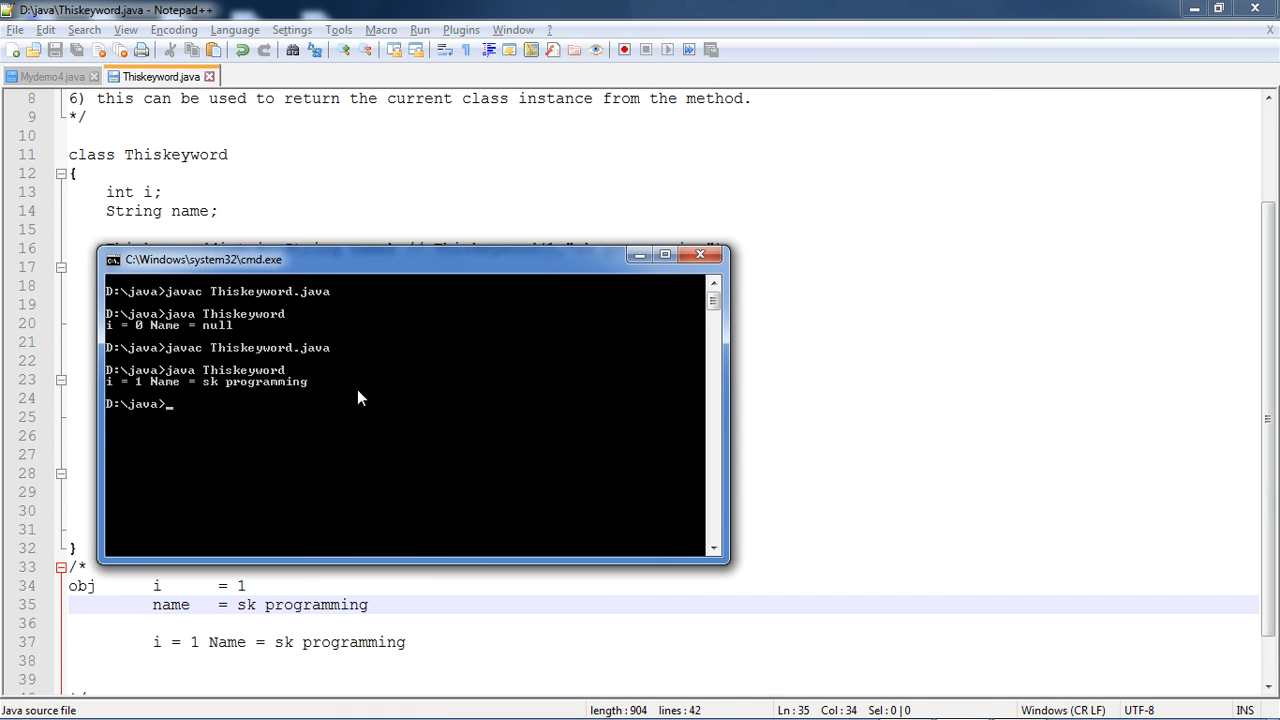 D:\java\Thiskeyword.java - Notepad++
File Edit Search View Encoding Language Settings Tools Macro Run Plugins Window ? X
Mydemo4.java Thiskeyword.java
8 6) this can be used to return the current class instance from the method.
9 */
10
11 class Thiskeyword
12 {
13 int i;
14 String name;
15
16
17
18
19
20
21
22
23
24
25
26
27
28
29
30
31
32 }
33 /*
34 obj i = 1
35 name = sk programming
36
37 i = 1 Name = sk programming
38
39
C:\Windows\system32\cmd.exe
D:\java>javac Thiskeyword.java
D:\java>java Thiskeyword
i = 0 Name = null
D:\java>javac Thiskeyword.java
D:\java>java Thiskeyword
i = 1 Name = sk programming
D:\java>_
Java source file length : 904 lines : 42 Ln : 35 Col : 34 Sel : 0 | 0 Windows (CR LF) UTF-8 INS